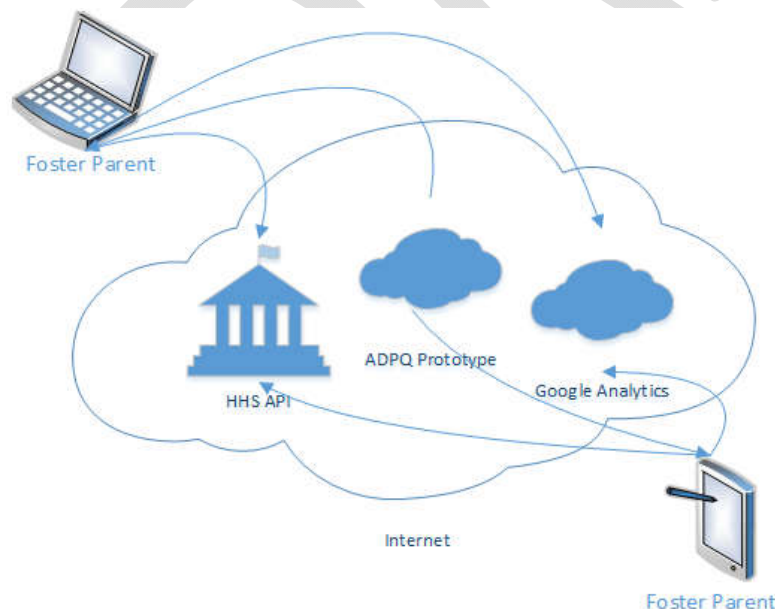 Foster Parent
ADPQ Prototype
Google Analytics
HHS API
Internet
Foster Parent